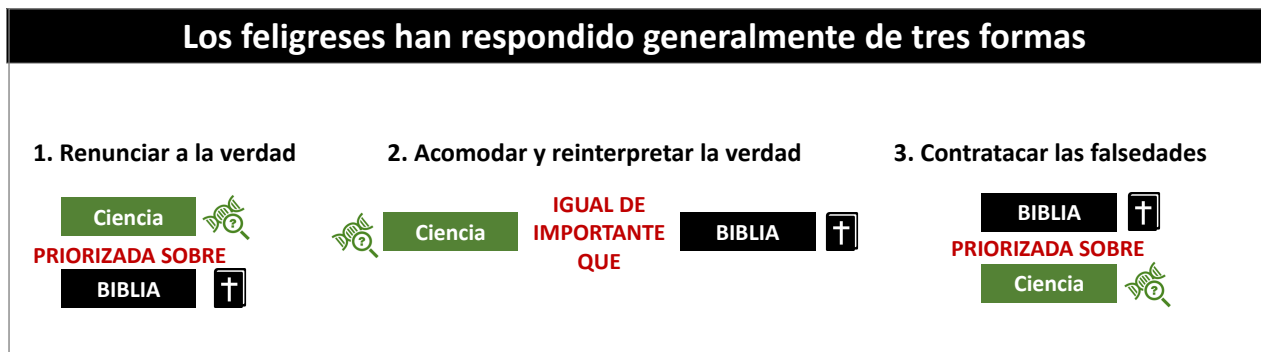 Los feligreses han respondido generalmente de tres formas
1. Renunciar a la verdad
Ciencia
?
PRIORIZADA SOBRE
BIBLIA
2. Acomodar y reinterpretar la verdad
?
Ciencia
IGUAL DE
IMPORTANTE
QUE
BIBLIA
3. Contratacar las falsedades
BIBLIA
PRIORIZADA SOBRE
Ciencia
?